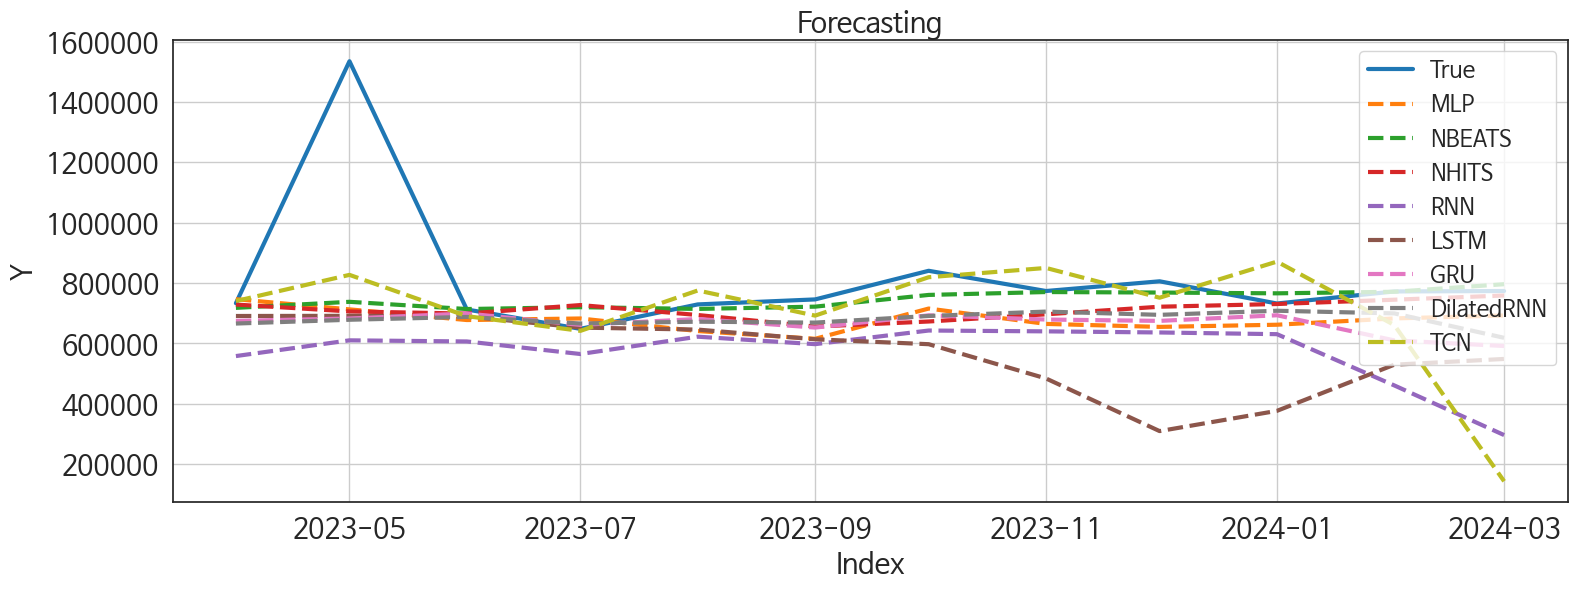 Forecasting
1600000
1400000
1200000
1000000
800000
600000
400000
200000
Y
True
MLP
NBEATS
NHITS
RNN
LSTM
GRU
DilatedRNN
TCN
2023-05
2023-07
2023-09
2023-11
2024-01
2024-03
Index